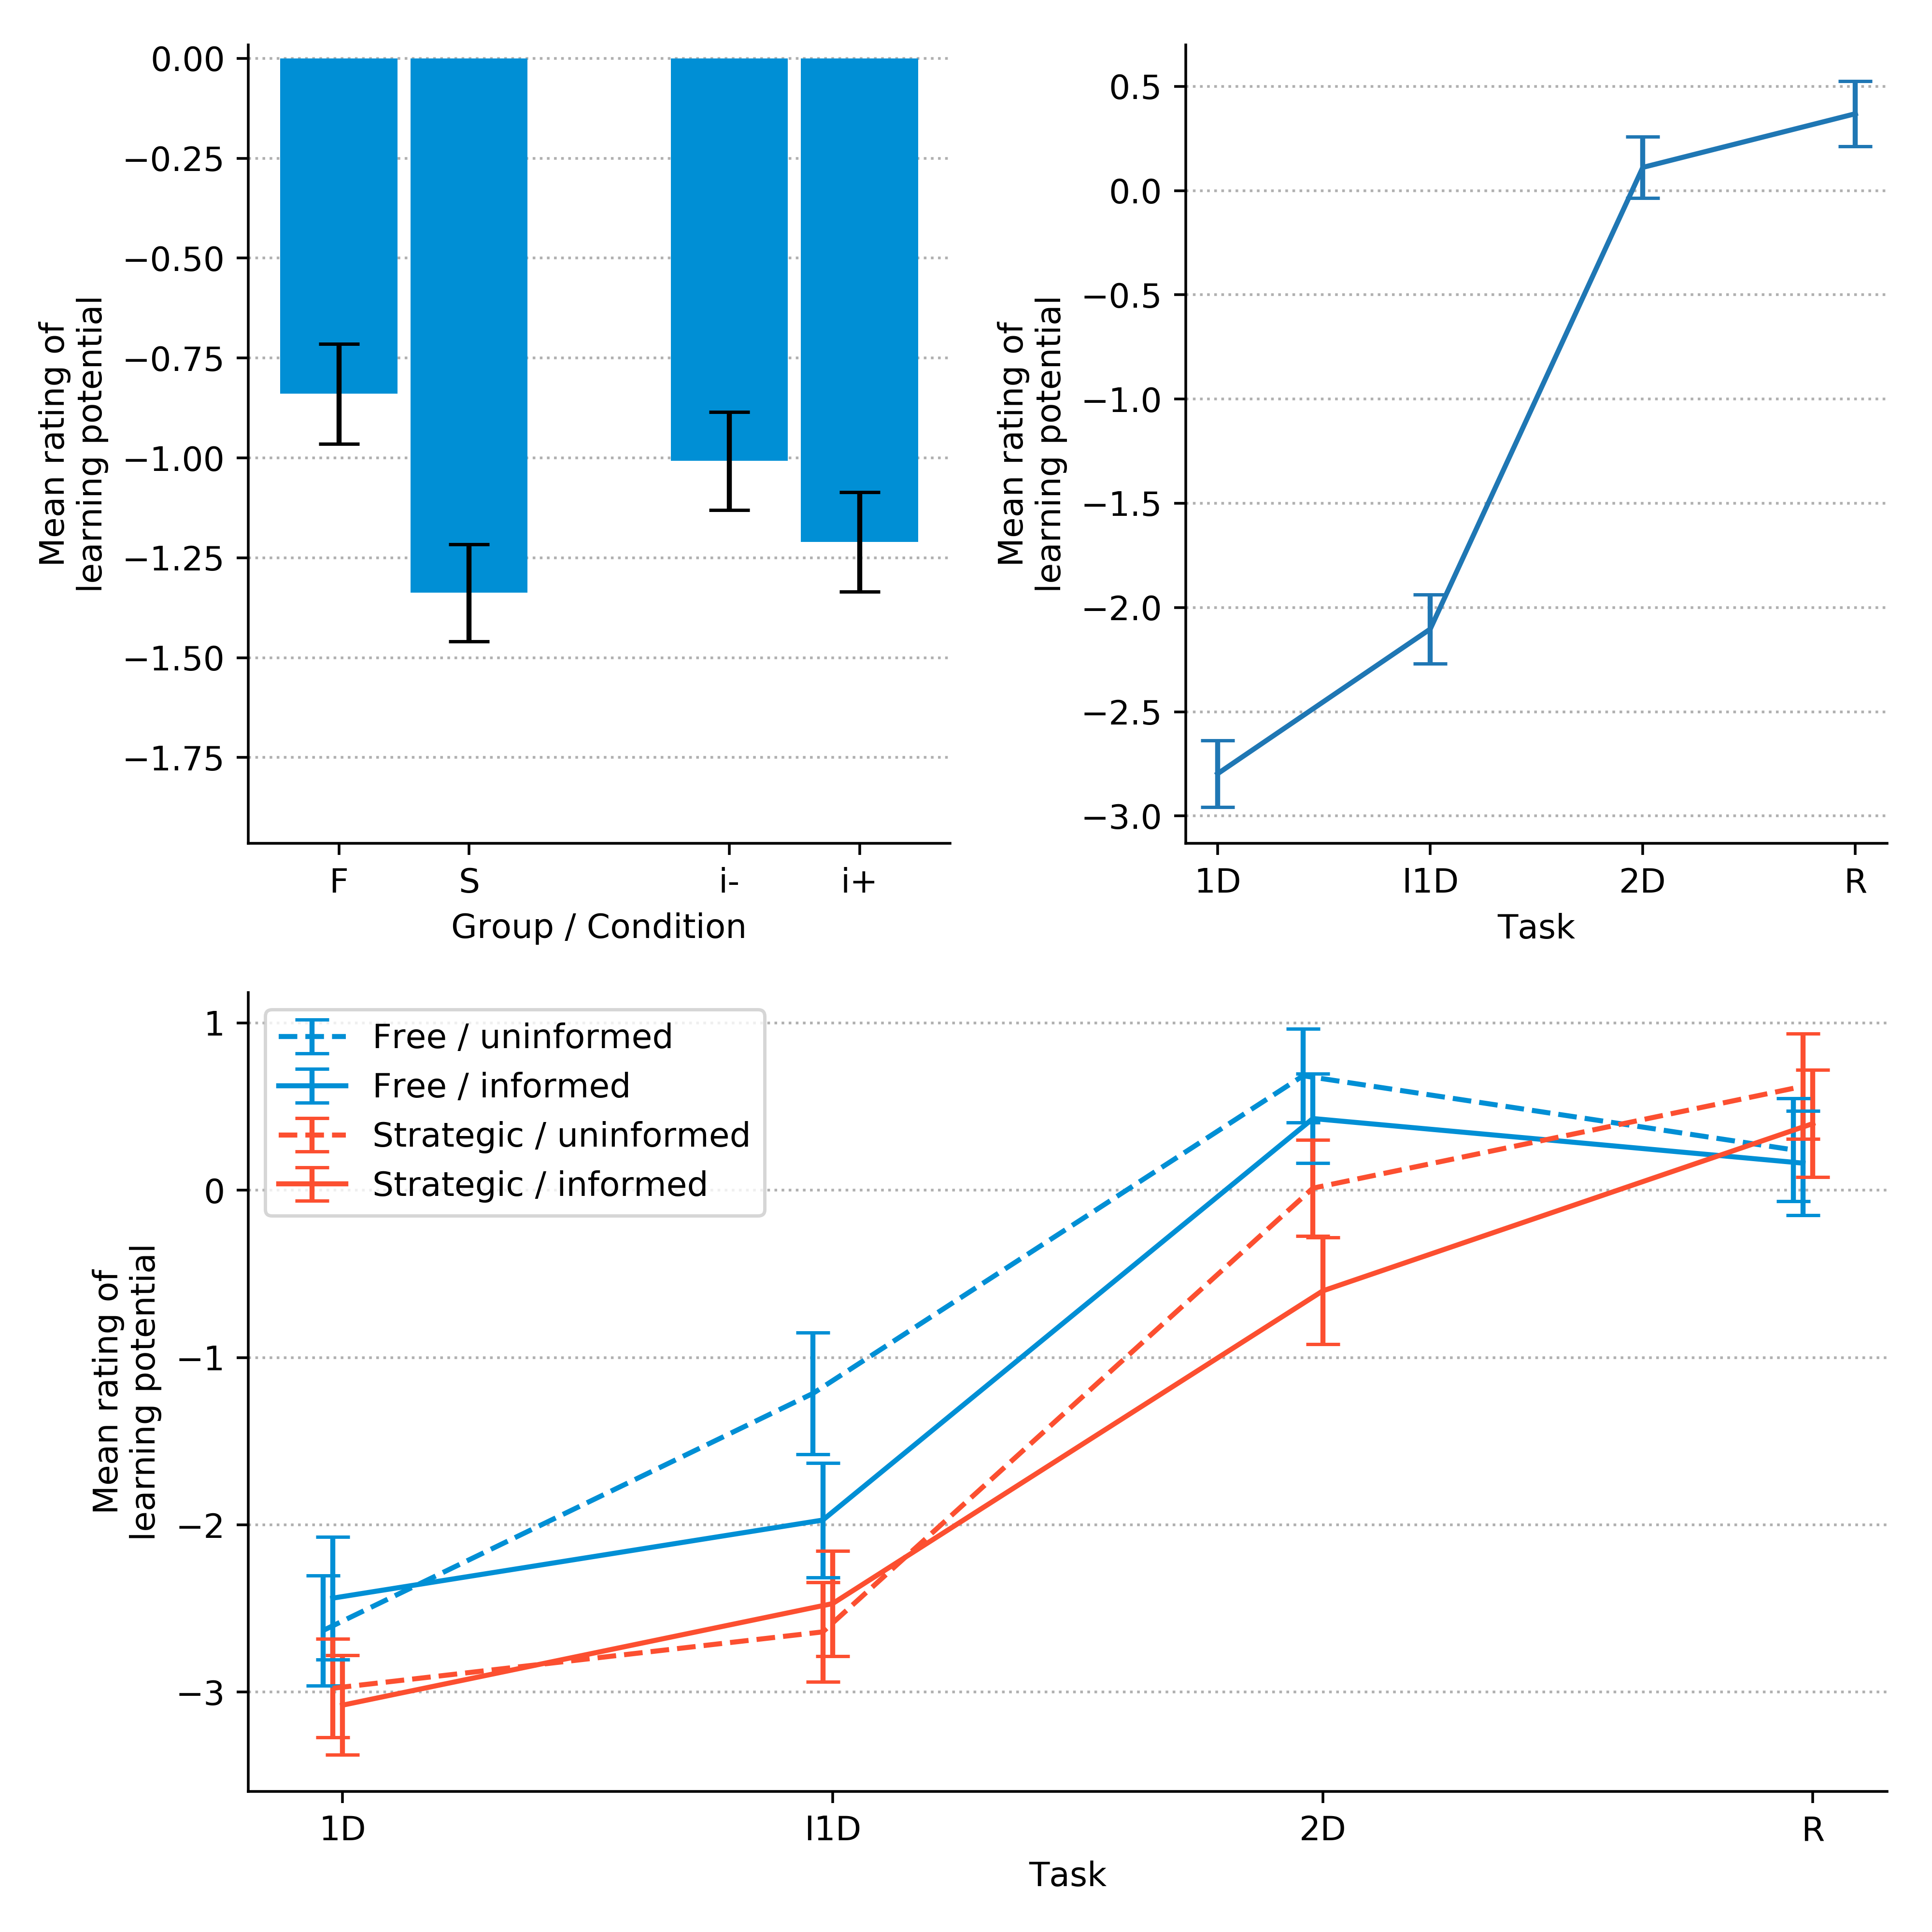 0.00
−0.25
−0.50
−0.75
−1.00
−1.25
−1.50
−1.75
Mean rating of
learning potential
F
S
i-
i+
Group / Condition
0.5
0.0
−0.5
−1.0
−1.5
−2.0
−2.5
−3.0
Mean rating of
learning potential
1D
I1D
2D
R
Task
Free / uninformed
Free / informed
Strategic / uninformed
Strategic / informed
1
0
−1
−2
−3
Mean rating of
learning potential
1D
I1D
2D
R
Task